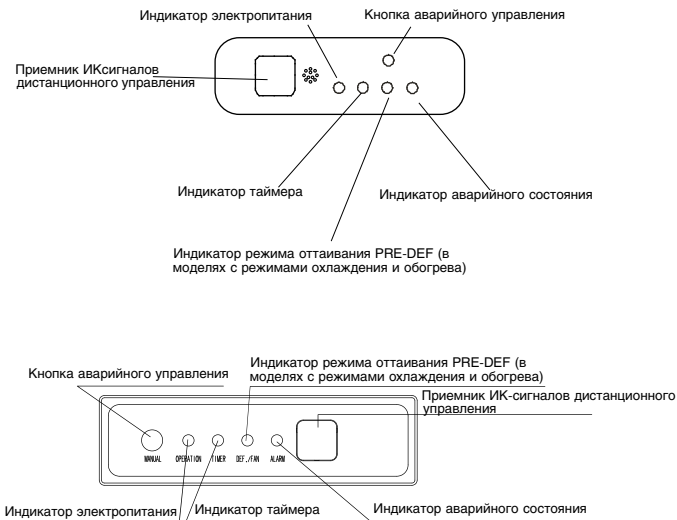 Индикатор электропитания
Кнопка аварийного управления
Приемник ИКсигналов
дистанционного управления
Индикатор таймера
Индикатор аварийного состояния
Индикатор режима оттаивания PRE-DEF (в
моделях с режимами охлаждения и обогрева)
Кнопка аварийного управления
Индикатор режима оттаивания PRE-DEF (в
моделях с режимами охлаждения и обогрева)
Приемник ИК-сигналов дистанционного
управления
MANUAL OPERATION TIMER DEF./FAN ALARM
Индикатор электропитания
Индикатор таймера
Индикатор аварийного состояния